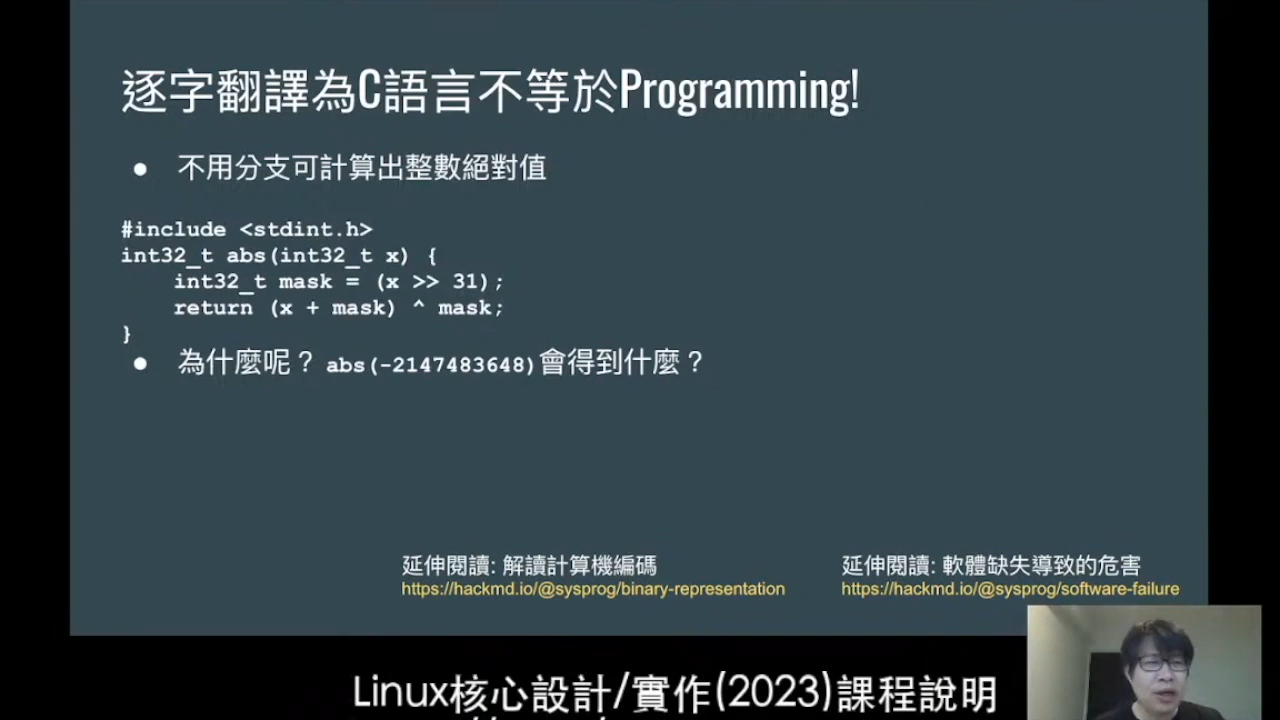 逐字翻譯為C語言不等於Programming!
● 不用分支可計算出整數絕對值
#include <stdint.h>
int32_t abs(int32_t x) {
    int32_t mask = (x >> 31);
    return (x + mask) ^ mask;
}
● 為什麼呢？ abs(-2147483648)會得到什麼？
延伸閱讀: 解讀計算機編碼
https://hackmd.io/@sysprog/binary-representation
延伸閱讀: 軟體缺失導致的危害
https://hackmd.io/@sysprog/software-failure
Linux核心設計/實作(2023)課程說明